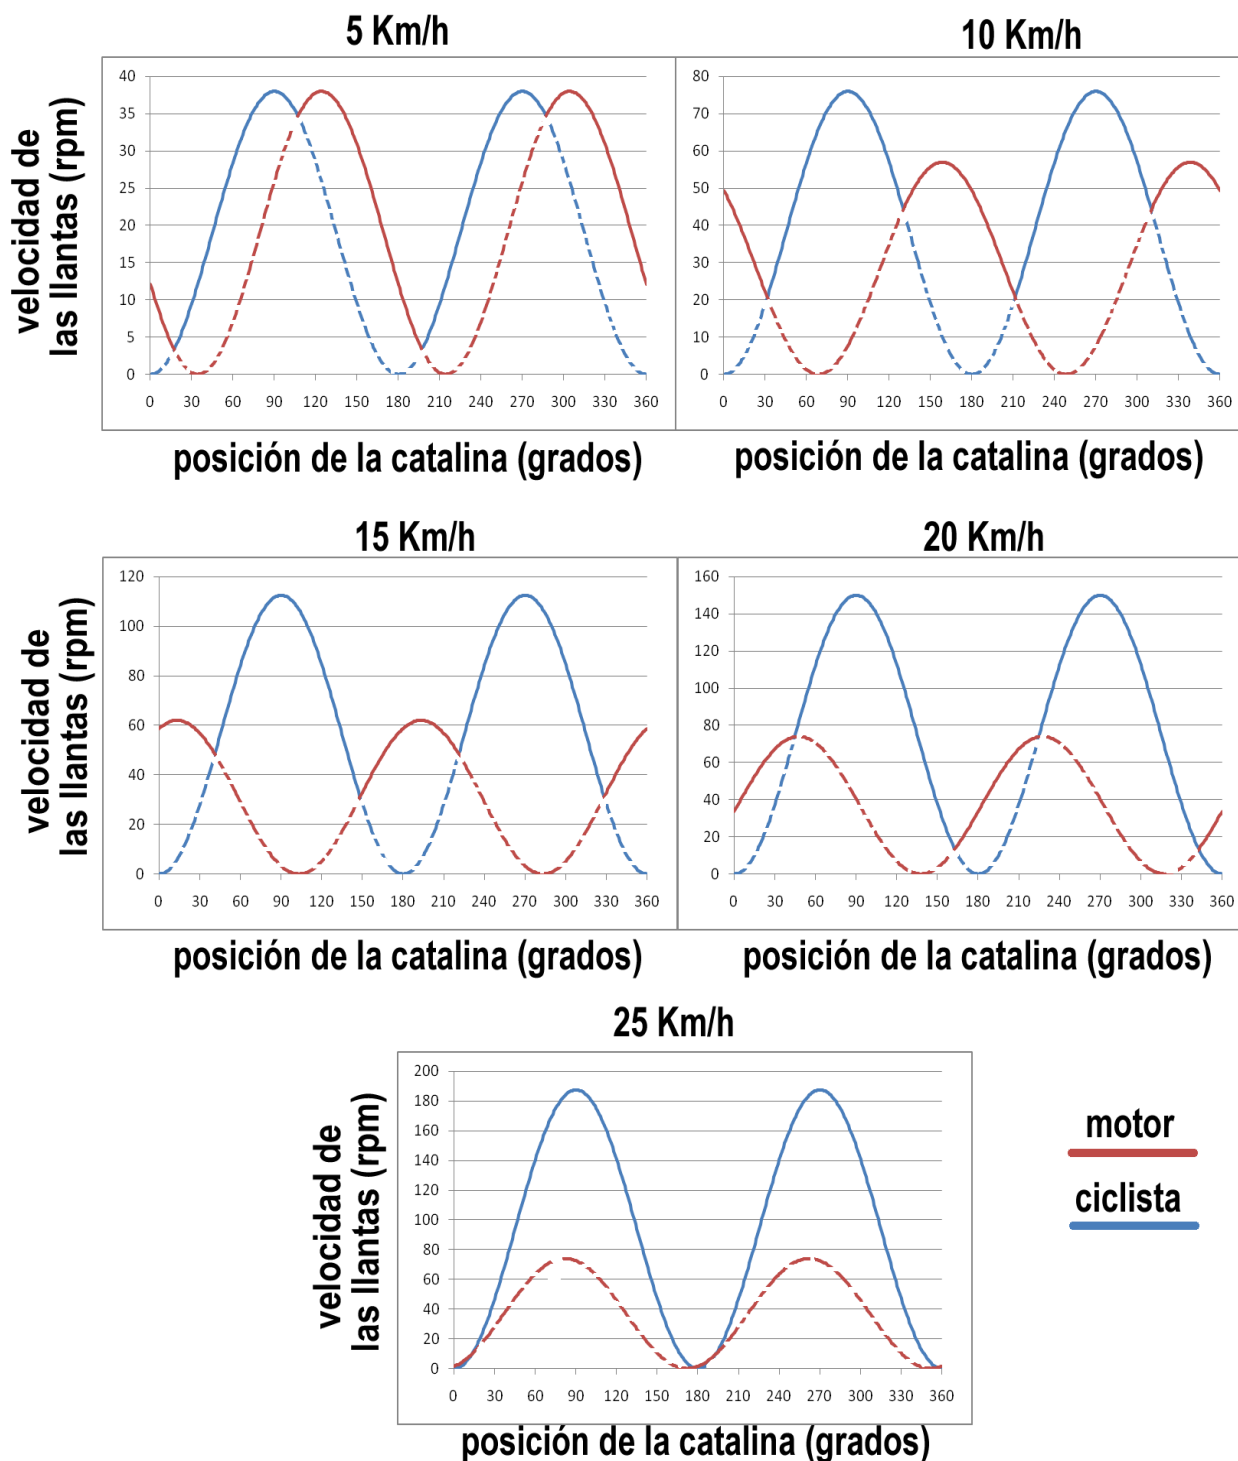 5 Km/h
10 Km/h
velocidad de
las llantas (rpm)
40
35
30
25
20
15
10
5
0
0 30 60 90 120 150 180 210 240 270 300 330 360
80
70
60
50
40
30
20
10
0
0 30 60 90 120 150 180 210 240 270 300 330 360
posición de la catalina (grados)
posición de la catalina (grados)
15 Km/h
20 Km/h
velocidad de
las llantas (rpm)
120
100
80
60
40
20
0
0 30 60 90 120 150 180 210 240 270 300 330 360
160
140
120
100
80
60
40
20
0
0 30 60 90 120 150 180 210 240 270 300 330 360
posición de la catalina (grados)
posición de la catalina (grados)
25 Km/h
velocidad de
las llantas (rpm)
200
180
160
140
120
100
80
60
40
20
0
0 30 60 90 120 150 180 210 240 270 300 330 360
posición de la catalina (grados)
motor
ciclista